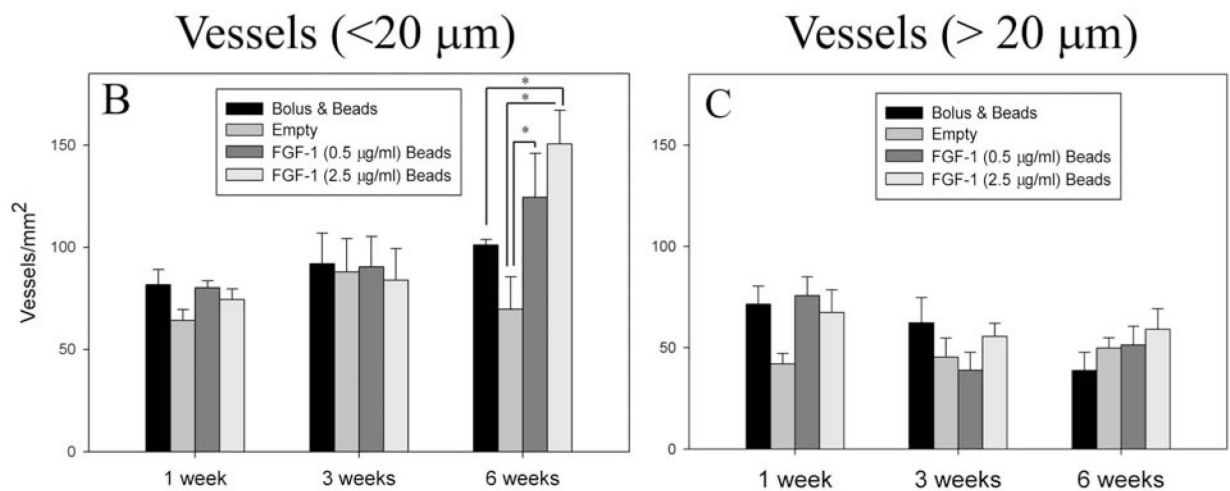 Vessels (<20 μm)
Vessels (> 20 μm)
B
Bolus & Beads
Empty
FGF-1 (0.5 μg/ml) Beads
FGF-1 (2.5 μg/ml) Beads
*
*
*
150
100
50
0
Vessels/mm²
1 week
3 weeks
6 weeks
C
Bolus & Beads
Empty
FGF-1 (0.5 μg/ml) Beads
FGF-1 (2.5 μg/ml) Beads
150
100
50
0
1 week
3 weeks
6 weeks